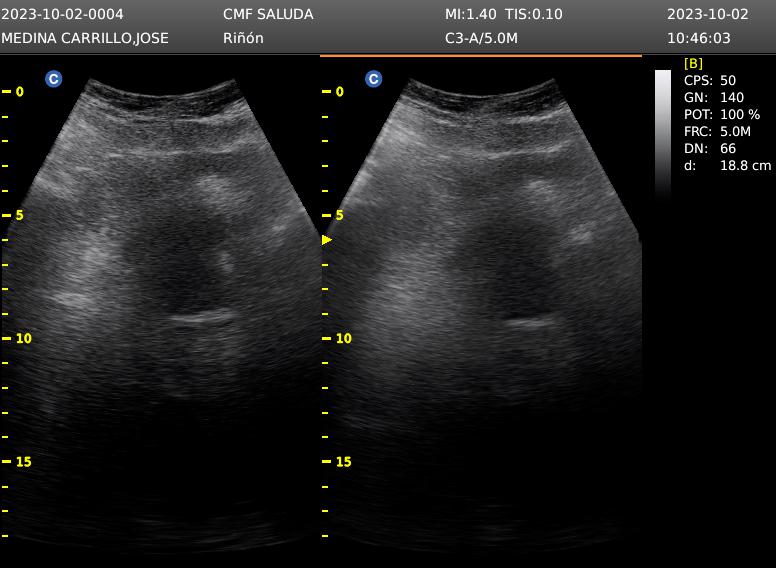 2023-10-02-0004 CMF SALUDA MI:1.40 TIS:0.10 2023-10-02
MEDINA CARRILLO,JOSE Riñón C3-A/5.0M 10:46:03
[B]
CPS: 50
GN: 140
POT: 100 %
FRC: 5.0M
DN: 66
d: 18.8 cm
C C
0 0
5 5
10 10
15 15